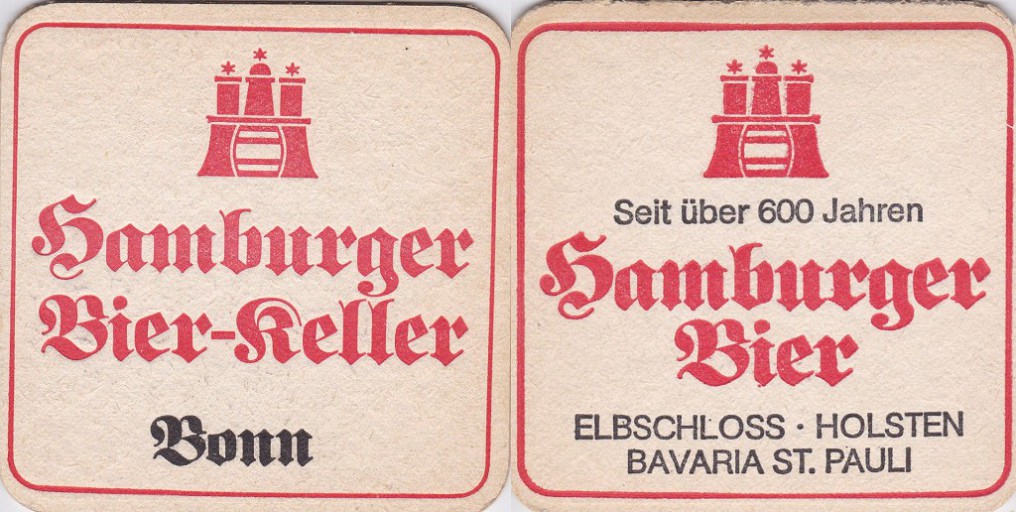 Hamburger
Bier-Keller
Bonn
Seit über 600 Jahren
Hamburger
Bier
ELBSCHLOSS · HOLSTEN
BAVARIA ST. PAULI